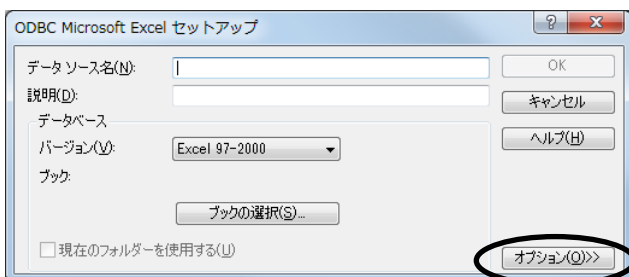 ODBC Microsoft Excel セットアップ
データ ソース名(N):
OK
説明(D):
キャンセル
データベース
バージョン(V):
Excel 97-2000
ヘルプ(H)
ブック:
ブックの選択(S)...
現在のフォルダーを使用する(U)
オプション(O)>>